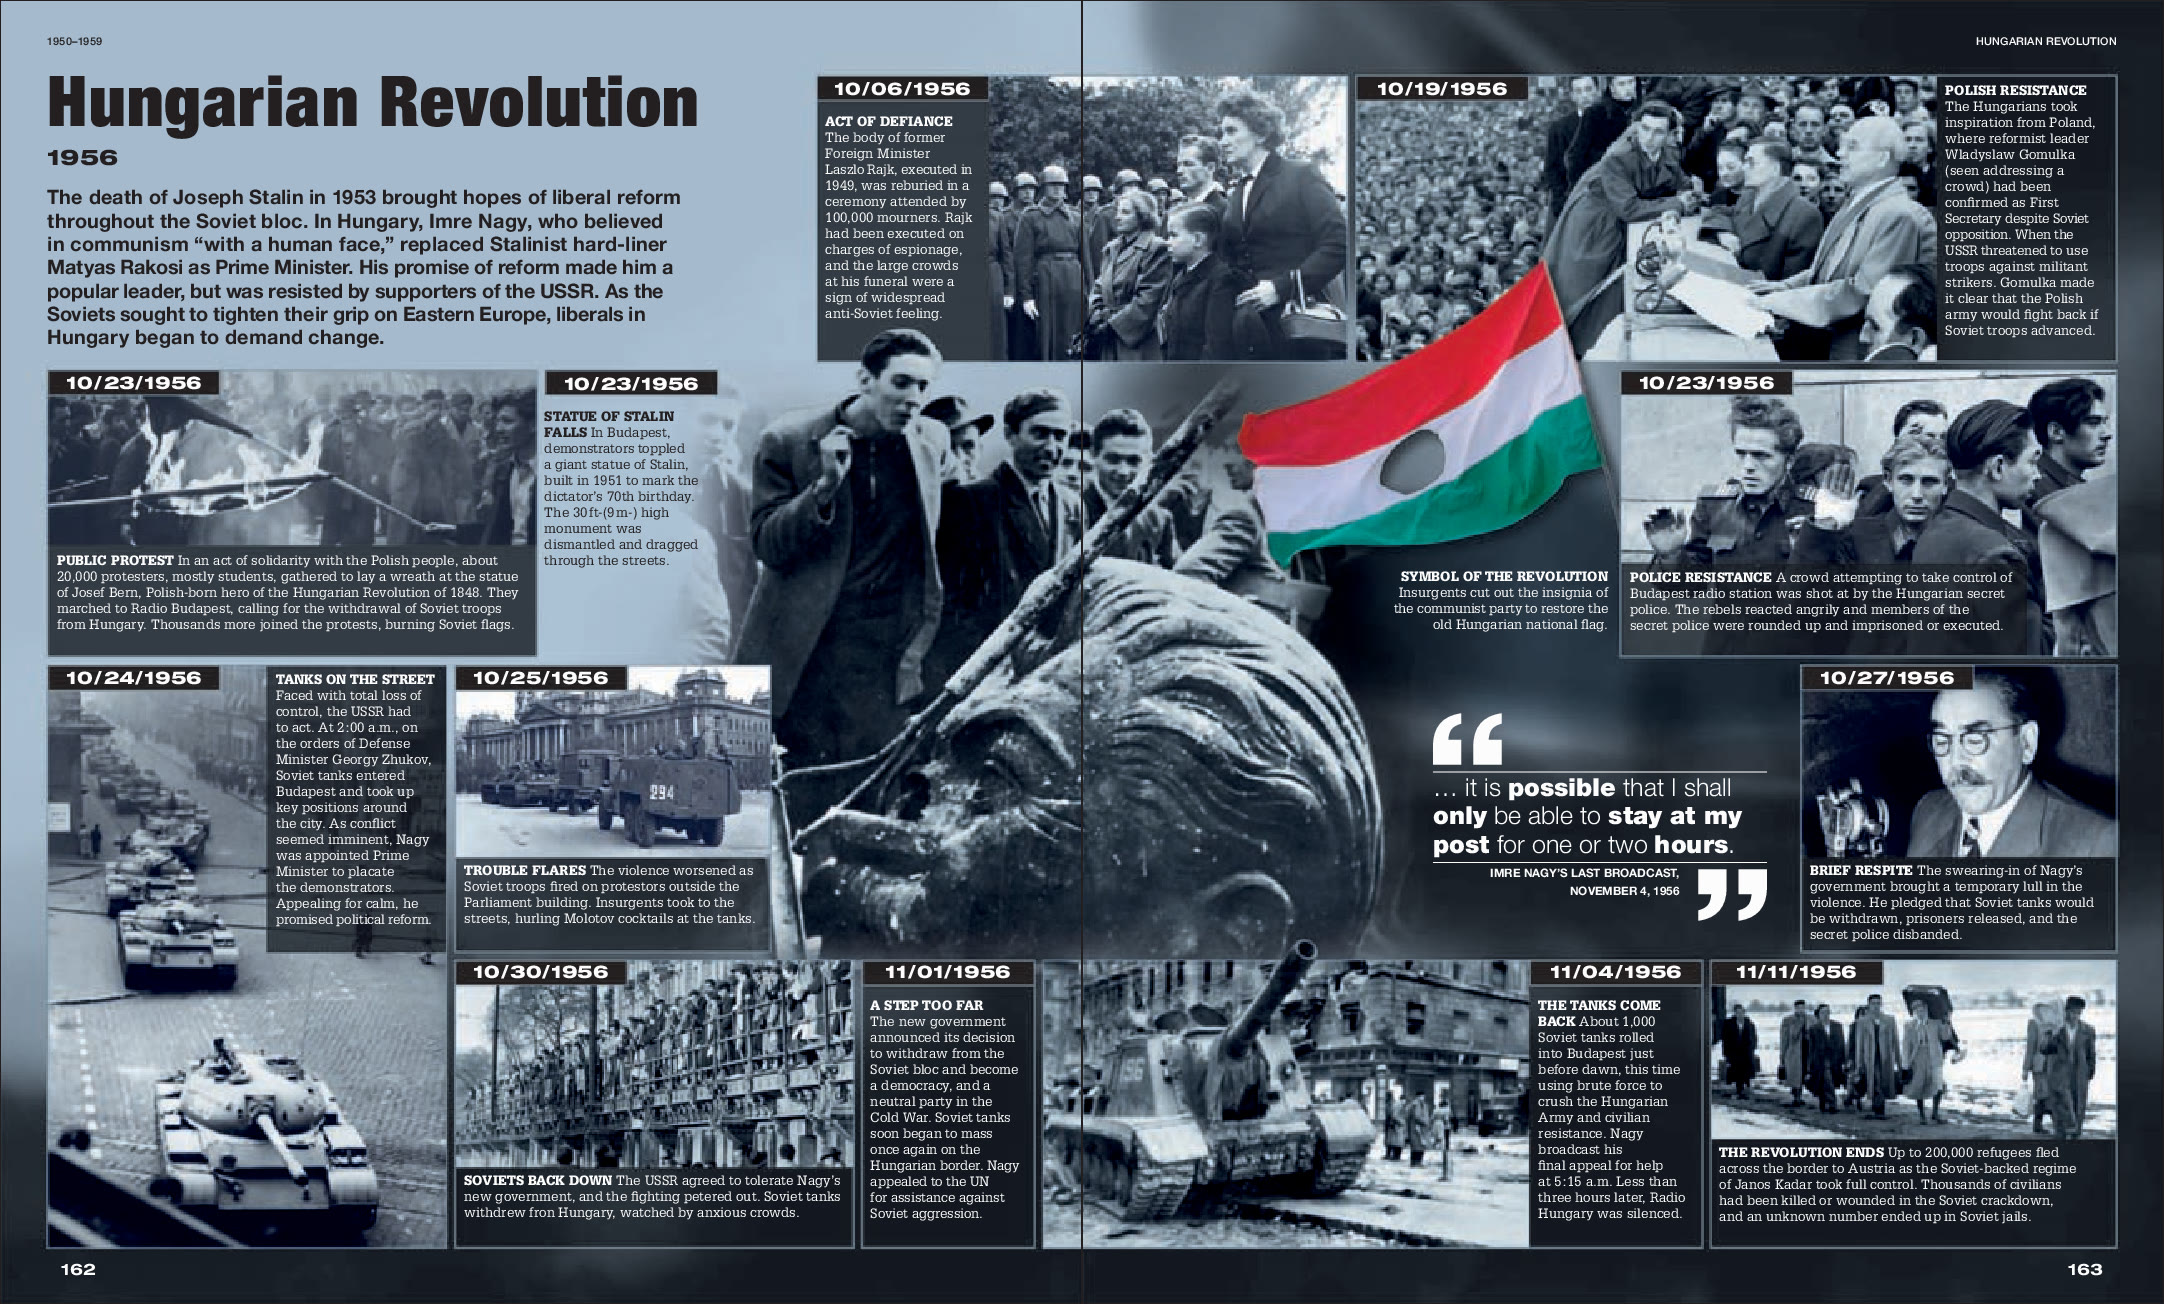 1950–1959
HUNGARIAN REVOLUTION
Hungarian Revolution
1956
The death of Joseph Stalin in 1953 brought hopes of liberal reform
throughout the Soviet bloc. In Hungary, Imre Nagy, who believed
in communism “with a human face,” replaced Stalinist hard-liner
Matyas Rakosi as Prime Minister. His promise of reform made him a
popular leader, but was resisted by supporters of the USSR. As the
Soviets sought to tighten their grip on Eastern Europe, liberals in
Hungary began to demand change.
10/06/1956
ACT OF DEFIANCE
The body of former
Foreign Minister
Laszlo Rajk, executed in
1949, was reburied in a
ceremony attended by
100,000 mourners. Rajk
had been executed on
charges of espionage,
and the large crowds
at his funeral were a
sign of widespread
anti-Soviet feeling.
10/19/1956
POLISH RESISTANCE
The Hungarians took
inspiration from Poland,
where reformist leader
Wladyslaw Gomulka
(seen addressing a
crowd) had been
confirmed as First
Secretary despite Soviet
opposition. When the
USSR threatened to use
troops against militant
strikers. Gomulka made
it clear that the Polish
army would fight back if
Soviet troops advanced.
10/23/1956
PUBLIC PROTEST In an act of solidarity with the Polish people, about
20,000 protesters, mostly students, gathered to lay a wreath at the statue
of Josef Bern, Polish-born hero of the Hungarian Revolution of 1848. They
marched to Radio Budapest, calling for the withdrawal of Soviet troops
from Hungary. Thousands more joined the protests, burning Soviet flags.
10/23/1956
STATUE OF STALIN
FALLS In Budapest,
demonstrators toppled
a giant statue of Stalin,
built in 1951 to mark the
dictator's 70th birthday.
The 30 ft-(9 m-) high
monument was
dismantled and dragged
through the streets.
SYMBOL OF THE REVOLUTION
Insurgents cut out the insignia of
the communist party to restore the
old Hungarian national flag.
10/23/1956
POLICE RESISTANCE A crowd attempting to take control of
Budapest radio station was shot at by the Hungarian secret
police. The rebels reacted angrily and members of the
secret police were rounded up and imprisoned or executed.
10/24/1956
TANKS ON THE STREET
Faced with total loss of
control, the USSR had
to act. At 2:00 a.m., on
the orders of Defense
Minister Georgy Zhukov,
Soviet tanks entered
Budapest and took up
key positions around
the city. As conflict
seemed imminent, Nagy
was appointed Prime
Minister to placate
the demonstrators.
Appealing for calm, he
promised political reform.
10/25/1956
294
TROUBLE FLARES The violence worsened as
Soviet troops fired on protestors outside the
Parliament building. Insurgents took to the
streets, hurling Molotov cocktails at the tanks.
“
… it is possible that I shall
only be able to stay at my
post for one or two hours.
IMRE NAGY'S LAST BROADCAST,
NOVEMBER 4, 1956
”
10/27/1956
BRIEF RESPITE The swearing-in of Nagy's
government brought a temporary lull in the
violence. He pledged that Soviet tanks would
be withdrawn, prisoners released, and the
secret police disbanded.
10/30/1956
SOVIETS BACK DOWN The USSR agreed to tolerate Nagy's
new government, and the fighting petered out. Soviet tanks
withdrew fron Hungary, watched by anxious crowds.
11/01/1956
A STEP TOO FAR
The new government
announced its decision
to withdraw from the
Soviet bloc and become
a democracy, and a
neutral party in the
Cold War. Soviet tanks
soon began to mass
once again on the
Hungarian border. Nagy
appealed to the UN
for assistance against
Soviet aggression.
11/04/1956
THE TANKS COME
BACK About 1,000
Soviet tanks rolled
into Budapest just
before dawn, this time
using brute force to
crush the Hungarian
Army and civilian
resistance. Nagy
broadcast his
final appeal for help
at 5:15 a.m. Less than
three hours later, Radio
Hungary was silenced.
11/11/1956
THE REVOLUTION ENDS Up to 200,000 refugees fled
across the border to Austria as the Soviet-backed regime
of Janos Kadar took full control. Thousands of civilians
had been killed or wounded in the Soviet crackdown,
and an unknown number ended up in Soviet jails.
162
163